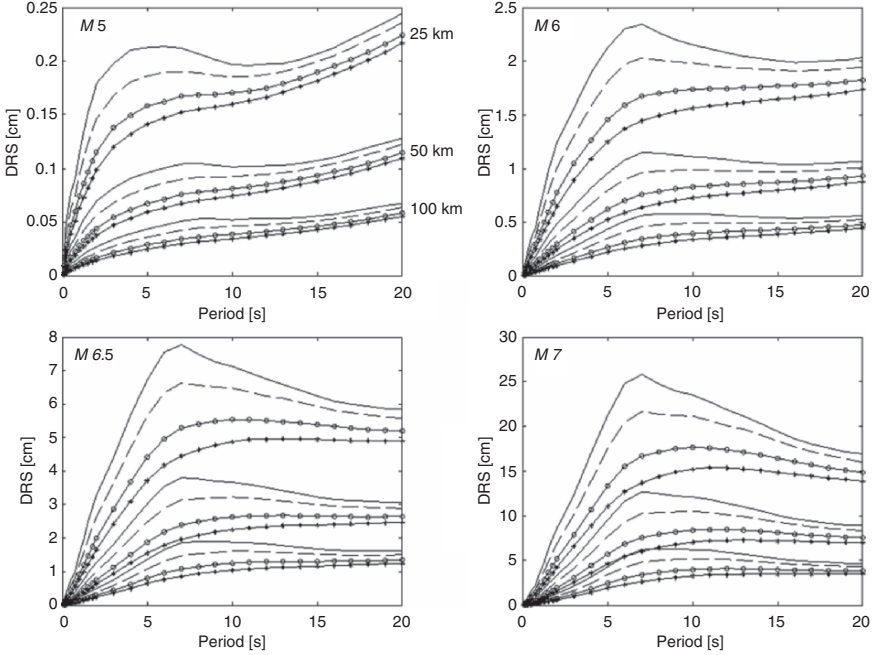 M 5
DRS [cm]
0.25
0.2
0.15
0.1
0.05
0
25 km
50 km
100 km
0 5 10 15 20
Period [s]
M 6
DRS [cm]
2.5
2
1.5
1
0.5
0
0 5 10 15 20
Period [s]
M 6.5
DRS [cm]
8
7
6
5
4
3
2
1
0
0 5 10 15 20
Period [s]
M 7
DRS [cm]
30
25
20
15
10
5
0
0 5 10 15 20
Period [s]